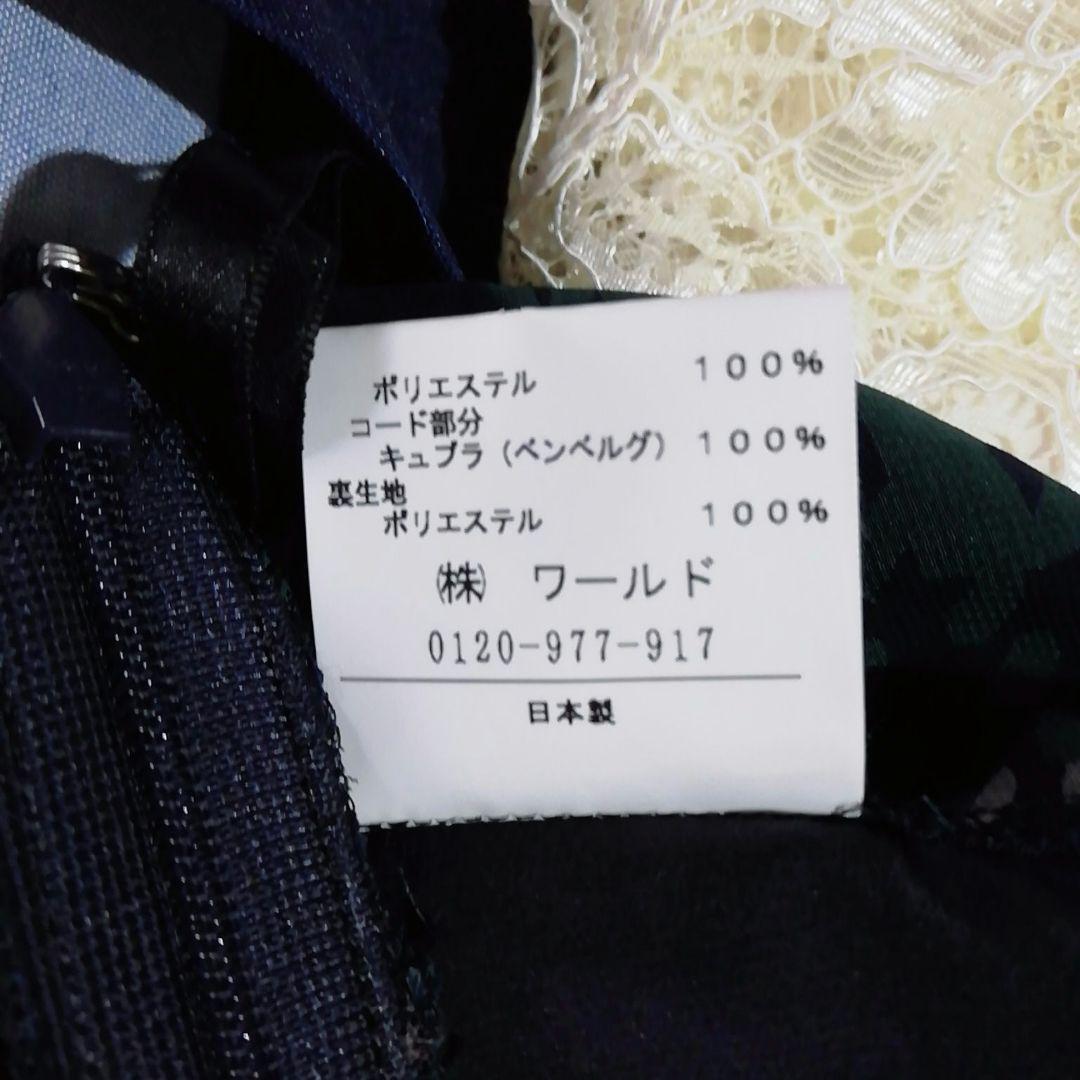 ポリエステル １００％
コード部分
キュプラ（ベンベルグ） １００％
裏生地
ポリエステル １００％
㈱ ワールド
0120-977-917
日本製